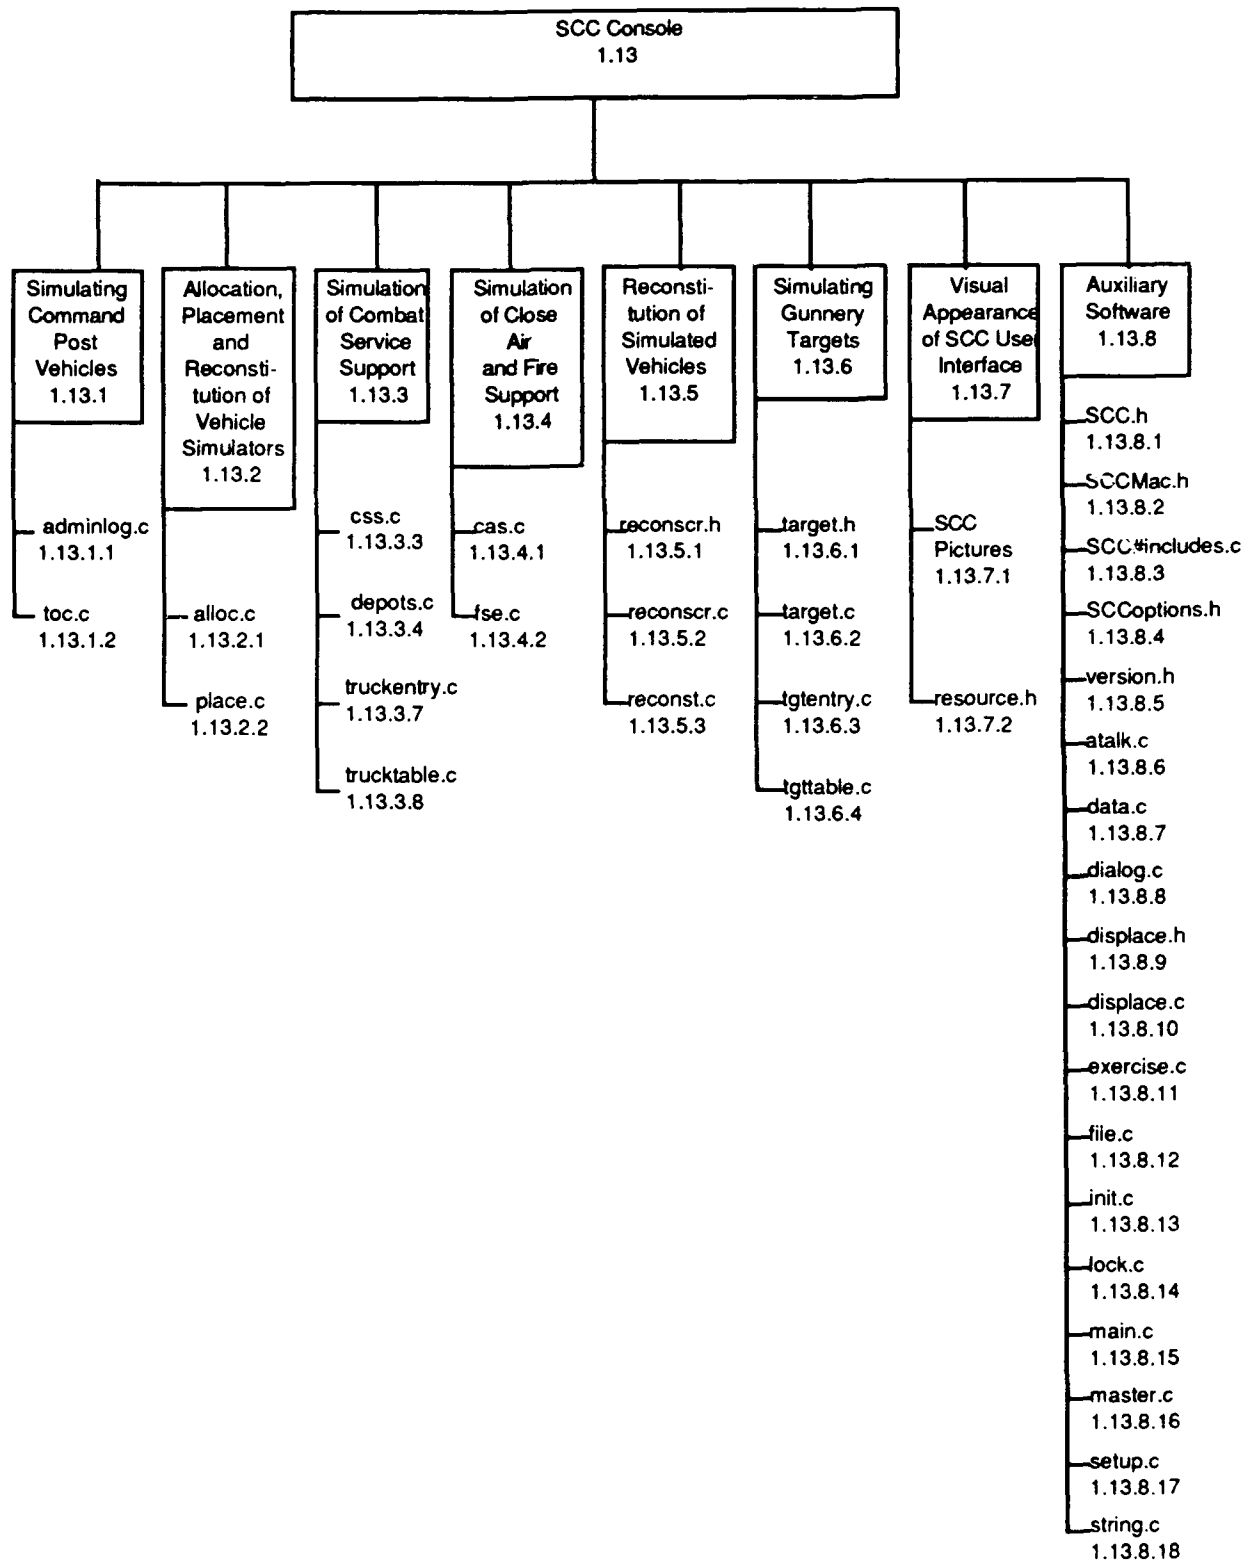 SCC Console
1.13
Simulating
Command
Post
Vehicles
1.13.1
adminlog.c
1.13.1.1
toc.c
1.13.1.2
Allocation,
Placement
and
Reconsti-
tution of
Vehicle
Simulators
1.13.2
alloc.c
1.13.2.1
place.c
1.13.2.2
Simulation
of Combat
Service
Support
1.13.3
css.c
1.13.3.3
depots.c
1.13.3.4
truckentry.c
1.13.3.7
trucktable.c
1.13.3.8
Simulation
of Close
Air
and Fire
Support
1.13.4
cas.c
1.13.4.1
fse.c
1.13.4.2
Reconsti-
tution of
Simulated
Vehicles
1.13.5
reconscr.h
1.13.5.1
reconscr.c
1.13.5.2
reconst.c
1.13.5.3
Simulating
Gunnery
Targets
1.13.6
target.h
1.13.6.1
target.c
1.13.6.2
tgtentry.c
1.13.6.3
tgttable.c
1.13.6.4
Visual
Appearance
of SCC User
Interface
1.13.7
SCC
Pictures
1.13.7.1
resource.h
1.13.7.2
Auxiliary
Software
1.13.8
SCC.h
1.13.8.1
SCCMac.h
1.13.8.2
SCC#includes.c
1.13.8.3
SCCoptions.h
1.13.8.4
version.h
1.13.8.5
atalk.c
1.13.8.6
data.c
1.13.8.7
dialog.c
1.13.8.8
displace.h
1.13.8.9
displace.c
1.13.8.10
exercise.c
1.13.8.11
file.c
1.13.8.12
init.c
1.13.8.13
lock.c
1.13.8.14
main.c
1.13.8.15
master.c
1.13.8.16
setup.c
1.13.8.17
string.c
1.13.8.18